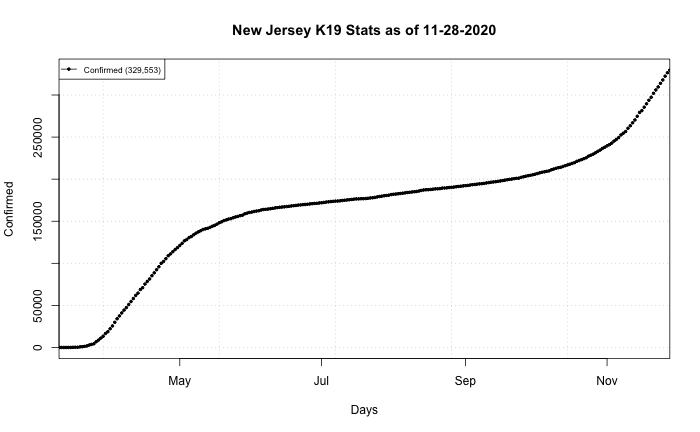 New Jersey K19 Stats as of 11-28-2020
Confirmed (329,553)
Confirmed
250000
150000
50000
0
May
Jul
Sep
Nov
Days